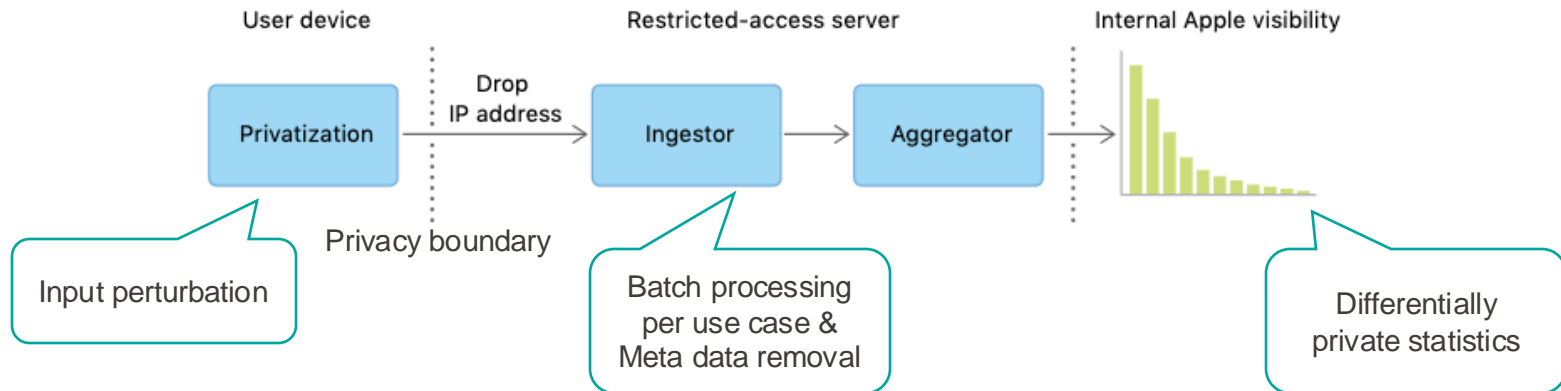 User device
Restricted-access server
Internal Apple visibility
Drop
IP address
Privatization
Ingestor
Aggregator
Privacy boundary
Input perturbation
Batch processing
per use case &
Meta data removal
Differentially
private statistics